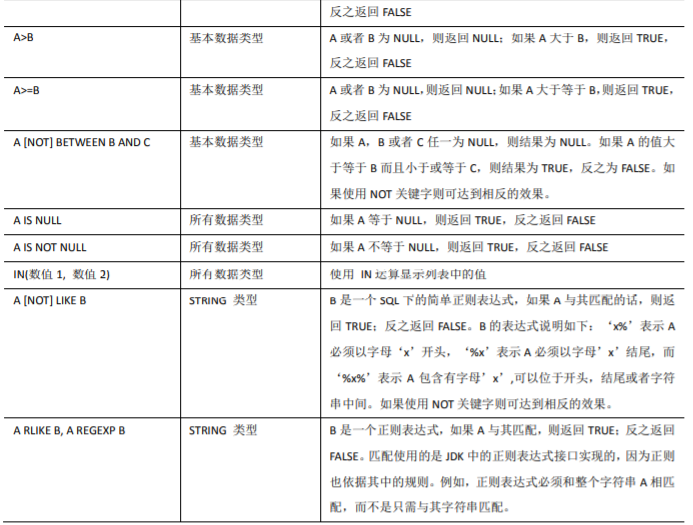 反之返回 FALSE
A>B 基本数据类型 A 或者 B 为 NULL，则返回 NULL；如果 A 大于 B，则返回 TRUE，
反之返回 FALSE
A>=B 基本数据类型 A 或者 B 为 NULL，则返回 NULL；如果 A 大于等于 B，则返回 TRUE，
反之返回 FALSE
A [NOT] BETWEEN B AND C 基本数据类型 如果 A，B 或者 C 任一为 NULL，则结果为 NULL。如果 A 的值大
于等于 B 而且小于或等于 C，则结果为 TRUE，反之为 FALSE。如
果使用 NOT 关键字则可达到相反的效果。
A IS NULL 所有数据类型 如果 A 等于 NULL，则返回 TRUE，反之返回 FALSE
A IS NOT NULL 所有数据类型 如果 A 不等于 NULL，则返回 TRUE，反之返回 FALSE
IN(数值 1, 数值 2) 所有数据类型 使用 IN 运算显示列表中的值
A [NOT] LIKE B STRING 类型 B 是一个 SQL 下的简单正则表达式，如果 A 与其匹配的话，则返
回 TRUE；反之返回 FALSE。B 的表达式说明如下：‘x%’表示 A
必须以字母‘x’开头，‘%x’表示 A 必须以字母’x’结尾，而
‘%x%’表示 A 包含有字母’x’,可以位于开头，结尾或者字符
串中间。如果使用 NOT 关键字则可达到相反的效果。
A RLIKE B, A REGEXP B STRING 类型 B 是一个正则表达式，如果 A 与其匹配，则返回 TRUE；反之返回
FALSE。匹配使用的是 JDK 中的正则表达式接口实现的，因为正则
也依据其中的规则。例如，正则表达式必须和整个字符串 A 相匹
配，而不是只需与其字符串匹配。